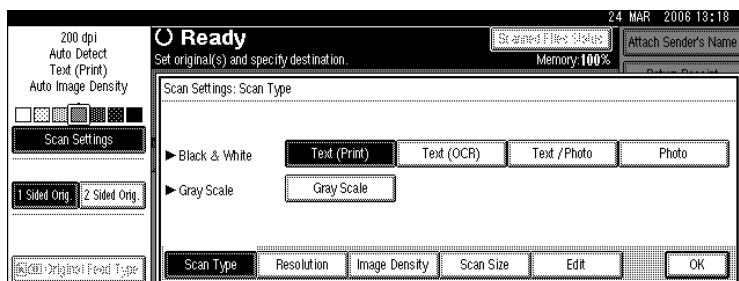 24 MAR 2006 13:18
200 dpi
Auto Detect
Text (Print)
Auto Image Density
Scan Settings
1 Sided Orig. 2 Sided Orig.
Original Feed Type
Ready
Scanned Files Status
Set original(s) and specify destination.
Memory:100%
Attach Sender's Name
Return Receipt
Scan Settings: Scan Type
►Black & White Text (Print) Text (OCR) Text / Photo Photo
►Gray Scale Gray Scale
Scan Type Resolution Image Density Scan Size Edit OK